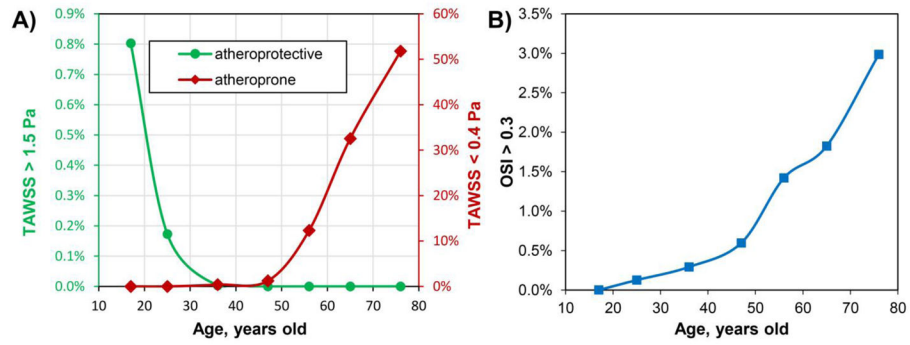 A)
0.9%
0.8%
0.7%
0.6%
0.5%
0.4%
0.3%
0.2%
0.1%
0.0%
TAWSS > 1.5 Pa
atheroprotective
atheroprone
60%
50%
40%
30%
20%
10%
0%
TAWSS < 0.4 Pa
10 20 30 40 50 60 70 80
Age, years old
B)
3.5%
3.0%
2.5%
2.0%
1.5%
1.0%
0.5%
0.0%
OSI > 0.3
10 20 30 40 50 60 70 80
Age, years old